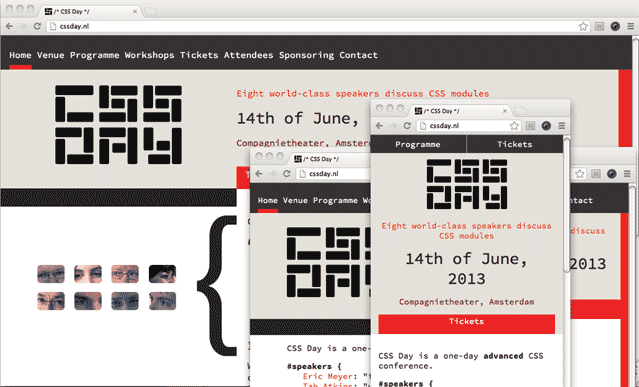 /* CSS Day */
cssday.nl
Home Venue Programme Workshops Tickets Attendees Sponsoring Contact
CSS
DAY
Eight world-class speakers discuss CSS modules
14th of June,
Compagnietheater, Amster
T
{
/* CSS Day */
cssday.nl
Home Venue Programme Wo
ntact
CSS
DAY
discuss
2013
CSS Day is a one-
#speakers {
Eric Meyer: "
Tab Atkins: "
/* CSS Day */
cssday.nl
Programme
Tickets
CSS
DAY
Eight world-class speakers discuss
CSS modules
14th of June,
2013
Compagnietheater, Amsterdam
Tickets
CSS Day is a one-day advanced CSS
conference.
#speakers {